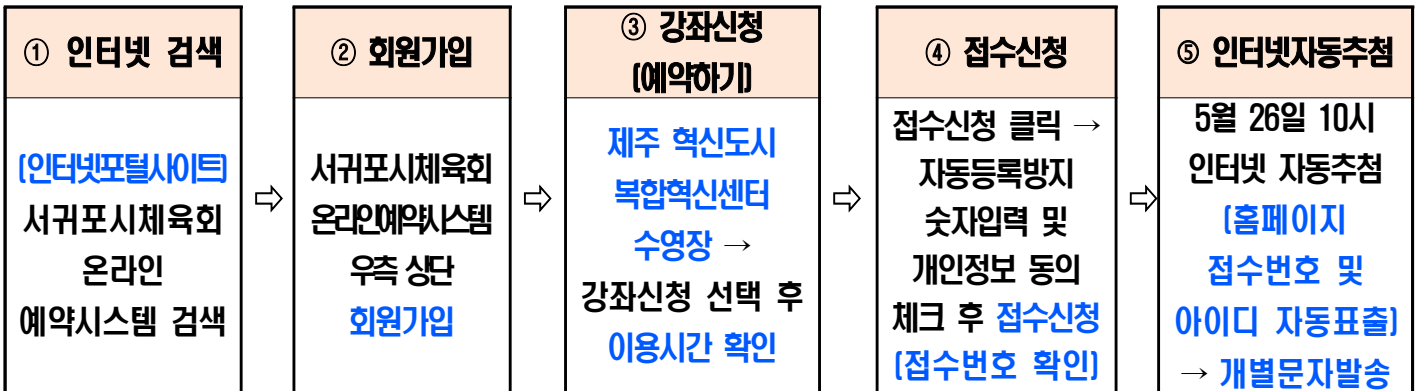 ① 인터넷 검색
(인터넷포털사이트)
서귀포시체육회
온라인
예약시스템 검색
⇨
② 회원가입
서귀포시체육회
온라인예약시스템
우측 상단
회원가입
⇨
③ 강좌신청
(예약하기)
제주 혁신도시
복합혁신센터
수영장 →
강좌신청 선택 후
이용시간 확인
⇨
④ 접수신청
접수신청 클릭 →
자동등록방지
숫자입력 및
개인정보 동의
체크 후 접수신청
(접수번호 확인)
⇨
⑤ 인터넷자동추첨
5월 26일 10시
인터넷 자동추첨
(홈페이지
접수번호 및
아이디 자동표출)
→ 개별문자발송